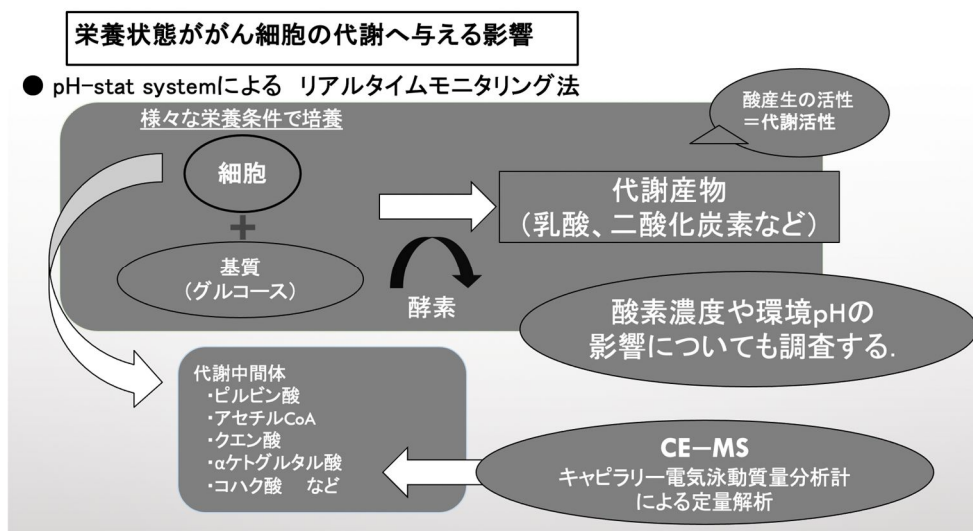 栄養状態ががん細胞の代謝へ与える影響
● pH-stat systemによる リアルタイムモニタリング法
酸産生の活性
＝代謝活性
様々な栄養条件で培養
細胞
+
基質
(グルコース)
酵素
代謝産物
(乳酸、二酸化炭素など)
酸素濃度や環境pHの
影響についても調査する.
代謝中間体
・ピルビン酸
・アセチルCoA
・クエン酸
・αケトグルタル酸
・コハク酸 など
CE－MS
キャピラリー電気泳動質量分析計
による定量解析